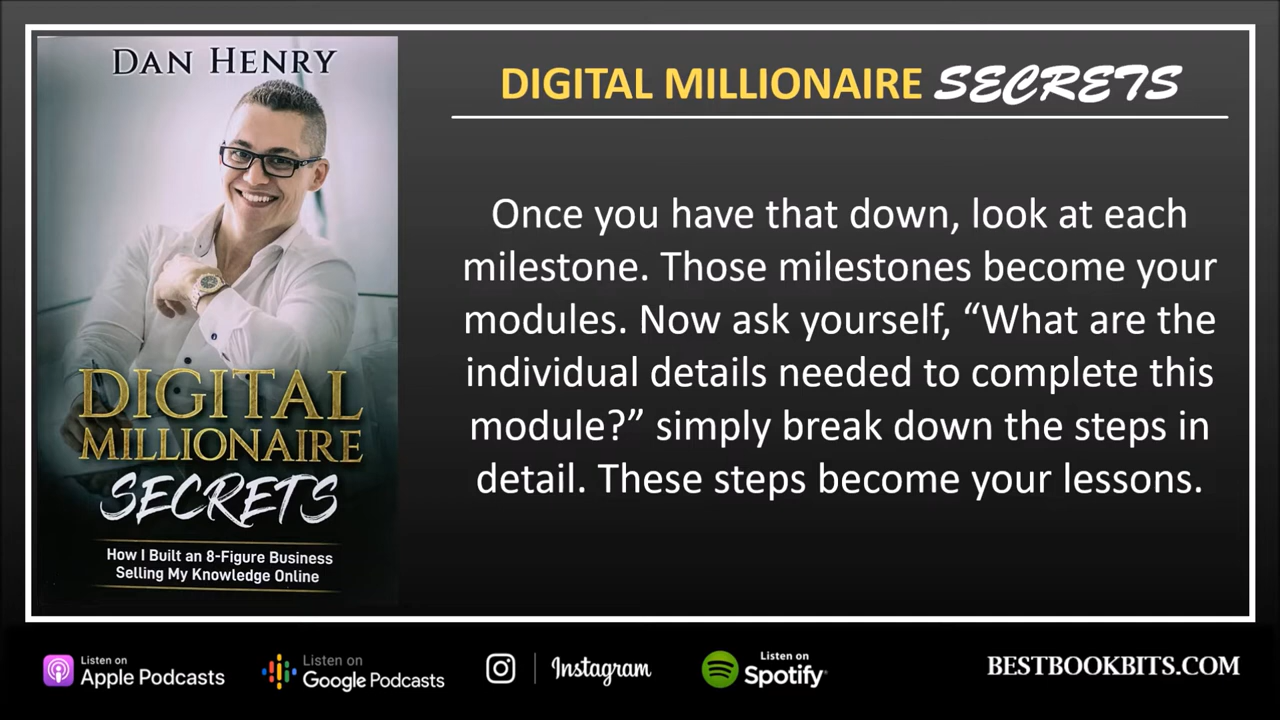 DAN HENRY
DIGITAL
MILLIONAIRE
SECRETS
How I Built an 8-Figure Business
Selling My Knowledge Online
DIGITAL MILLIONAIRE SECRETS
Once you have that down, look at each
milestone. Those milestones become your
modules. Now ask yourself, “What are the
individual details needed to complete this
module?” simply break down the steps in
detail. These steps become your lessons.
Listen on
Apple Podcasts
Listen on
Google Podcasts
Instagram
Listen on
Spotify
BESTBOOKBITS.COM